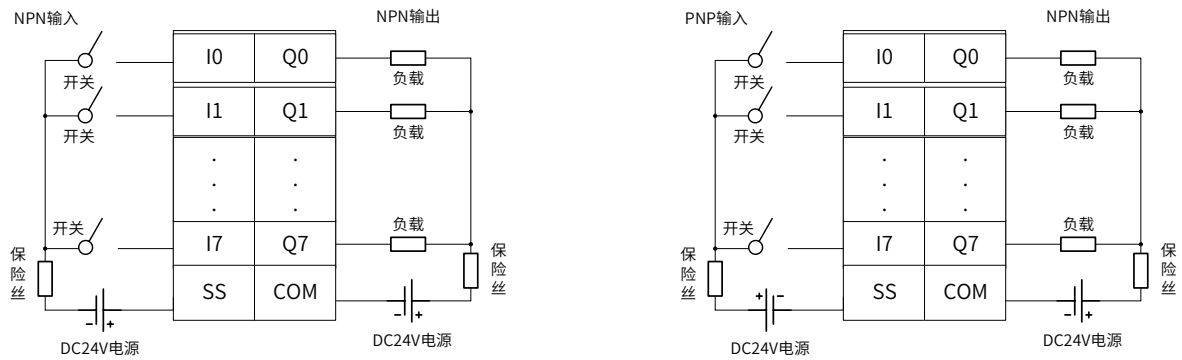 NPN输入
NPN输出
I0
Q0
开关
负载
I1
Q1
开关
负载
开关
负载
I7
Q7
保险丝
保险丝
SS
COM
- +
- +
DC24V电源
DC24V电源
PNP输入
NPN输出
I0
Q0
开关
负载
I1
Q1
开关
负载
开关
负载
I7
Q7
保险丝
保险丝
SS
COM
+ -
- +
DC24V电源
DC24V电源